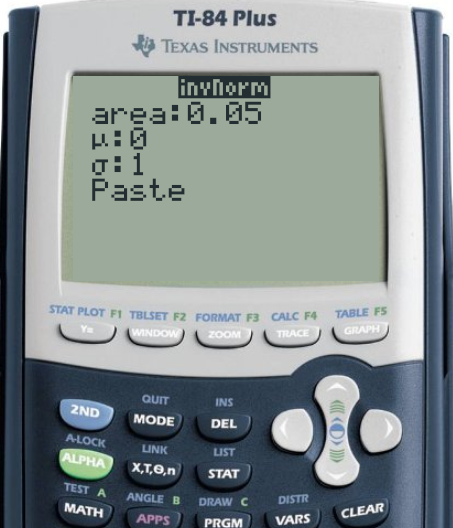 TI-84 Plus
TEXAS INSTRUMENTS
invNorm
area:0.05
μ:0
σ:1
Paste
STAT PLOT F1 TBLSET F2 FORMAT F3 CALC F4 TABLE F5
Y= WINDOW ZOOM TRACE GRAPH
QUIT INS
2ND MODE DEL
A-LOCK LINK LIST
ALPHA X,T,Θ,n STAT
TEST A ANGLE B DRAW C DISTR
MATH APPS PRGM VARS CLEAR